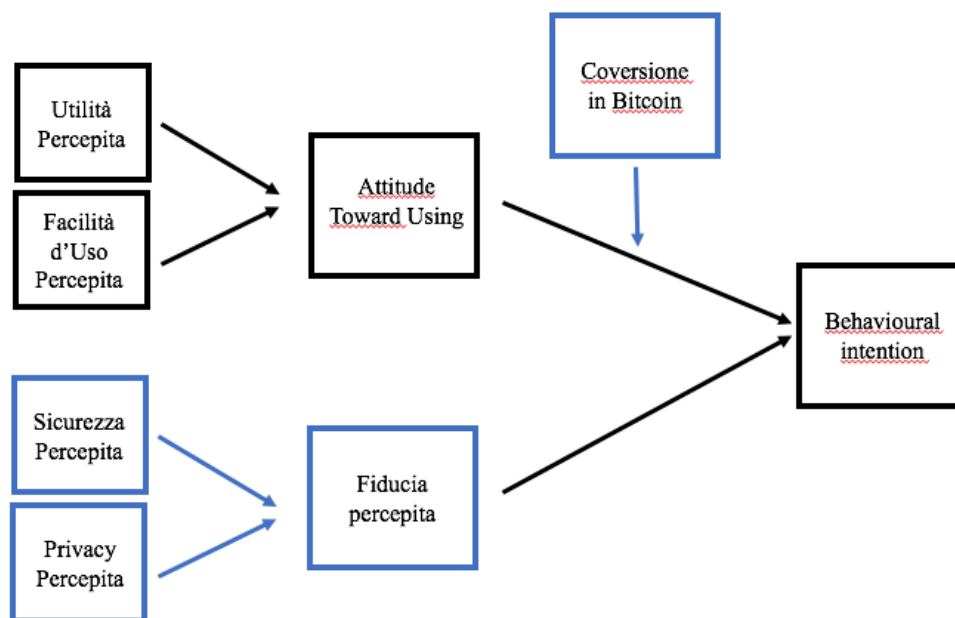 Utilità
Percepita
Facilità
d'Uso
Percepita
Attitude
Toward Using
Coversione
in Bitcoin
Behavioural
intention
Sicurezza
Percepita
Privacy
Percepita
Fiducia
percepita